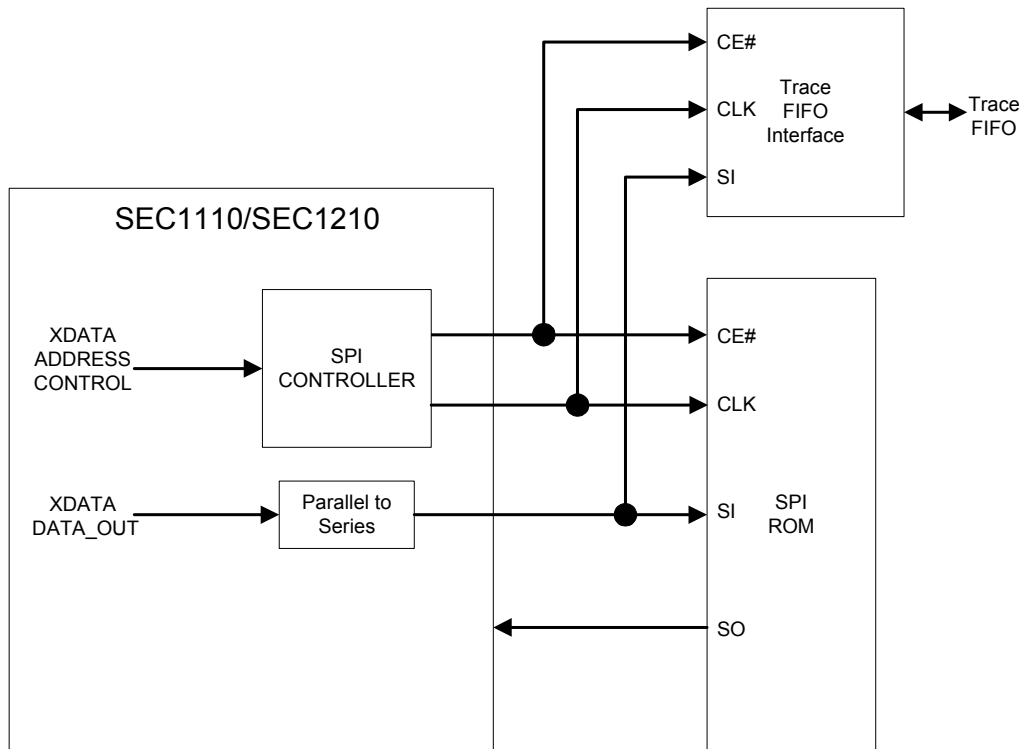 CE#
CLK
SI
Trace
FIFO
Interface
Trace
FIFO
SEC1110/SEC1210
XDATA
ADDRESS
CONTROL
SPI
CONTROLLER
CE#
CLK
XDATA
DATA_OUT
Parallel to
Series
SI
SPI
ROM
SO